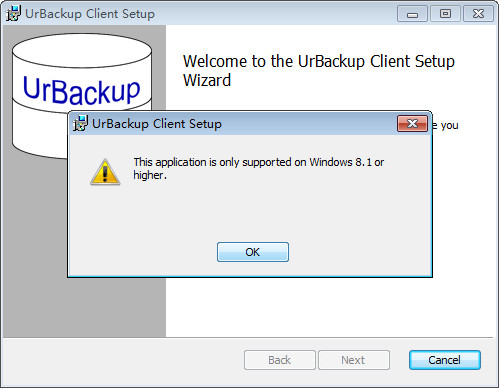 UrBackup Client Setup
UrBackup
Welcome to the UrBackup Client Setup
Wizard
e you
UrBackup Client Setup
This application is only supported on Windows 8.1 or
higher.
OK
Back
Next
Cancel